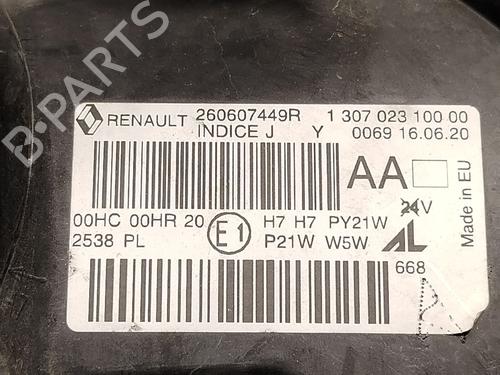 RENAULT 260607449R 1 307 023 100 00
INDICE J Y 0069 16.06.20
AA
Made in EU
00HC 00HR 20 E1 H7 H7 PY21W 24V
2538 PL P21W W5W AL
668
B-PARTS